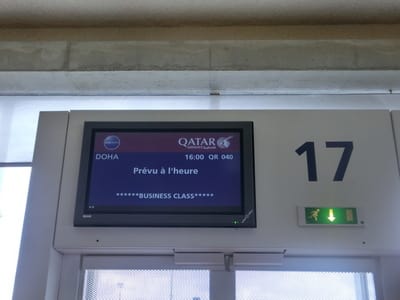 QATAR
DOHA 16:00 QR 040
17
Prévu à l'heure
******BUSINESS CLASS*****